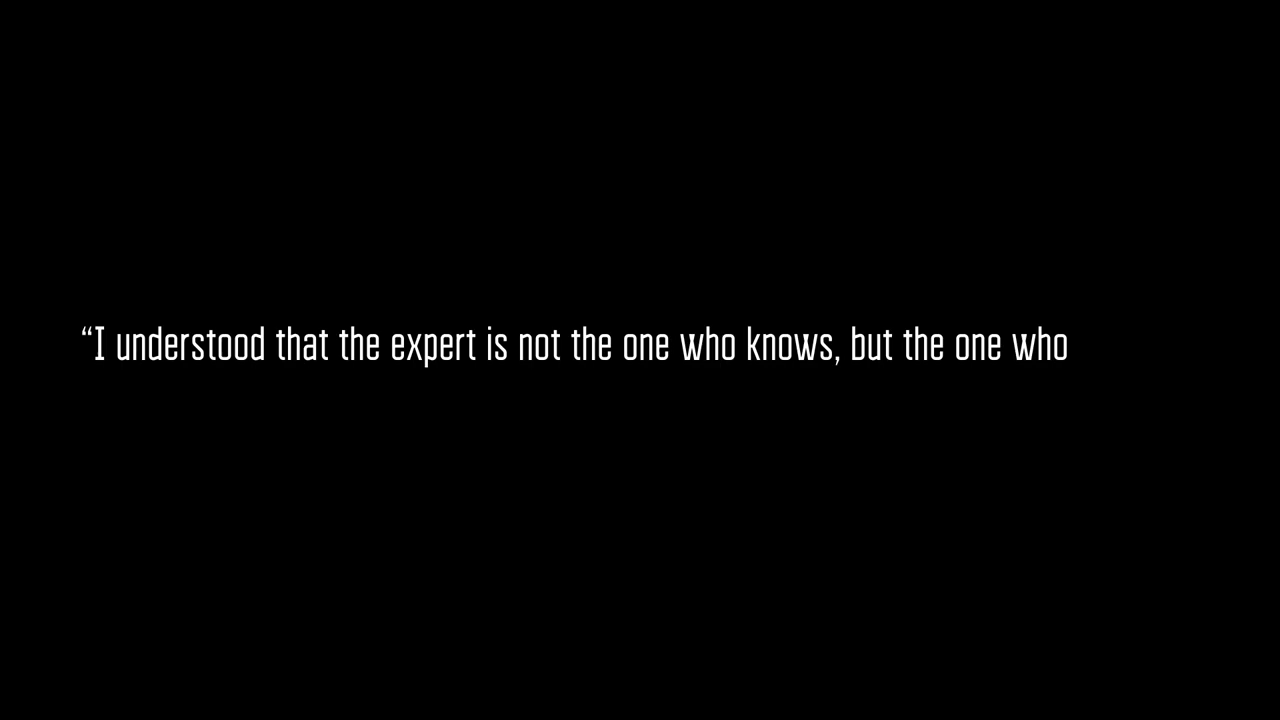 “I understood that the expert is not the one who knows, but the one who